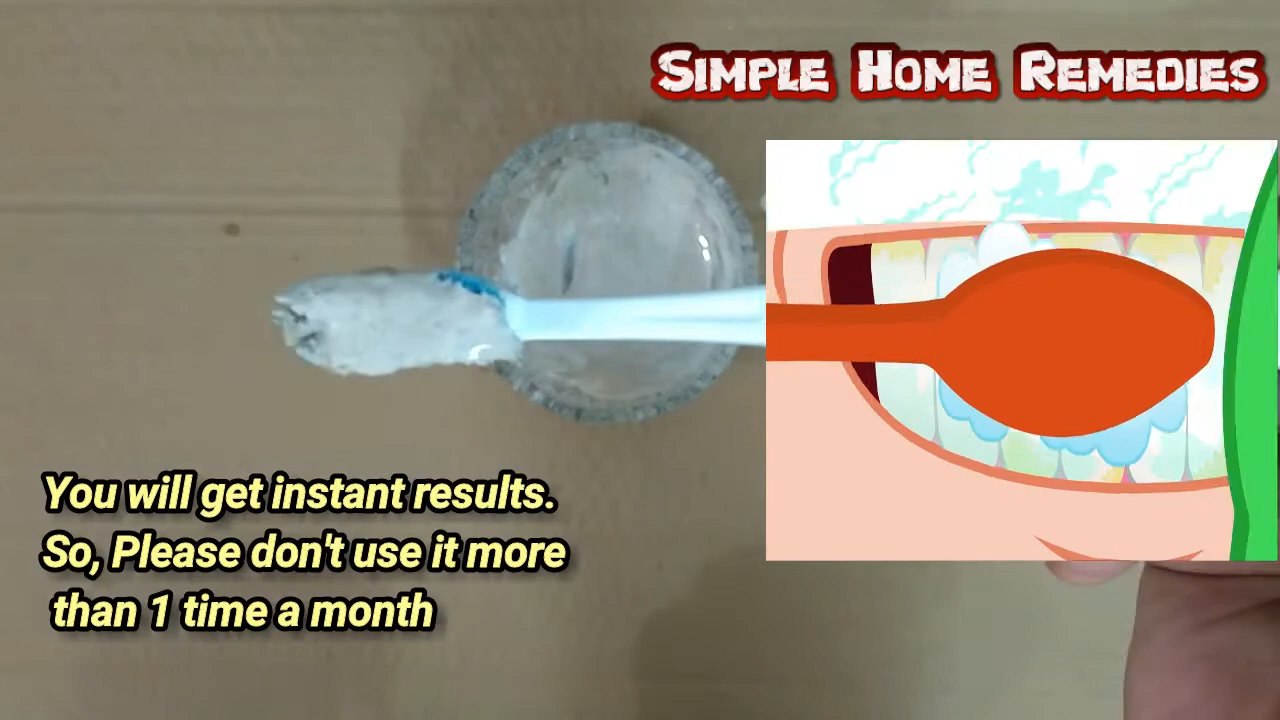 SIMPLE HOME REMEDIES
You will get instant results.
So, Please don't use it more
than 1 time a month